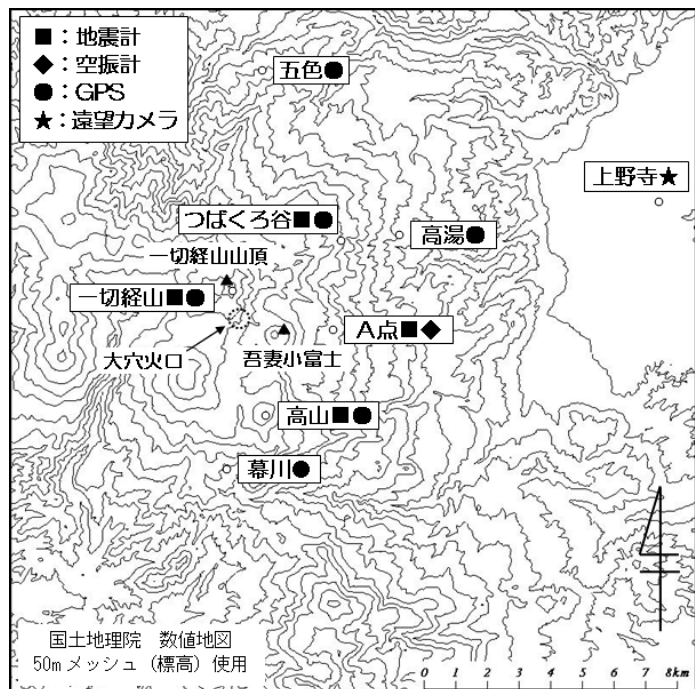 ■：地震計
◆：空振計
●：GPS
★：遠望カメラ
五色●
上野寺★
つばくろ谷■●
高湯●
一切経山山頂
一切経山■●
A点■◆
大穴火口
吾妻小富士
高山■●
幕川●
国土地理院 数値地図
50mメッシュ（標高）使用
0 1 2 3 4 5 6 7 8km